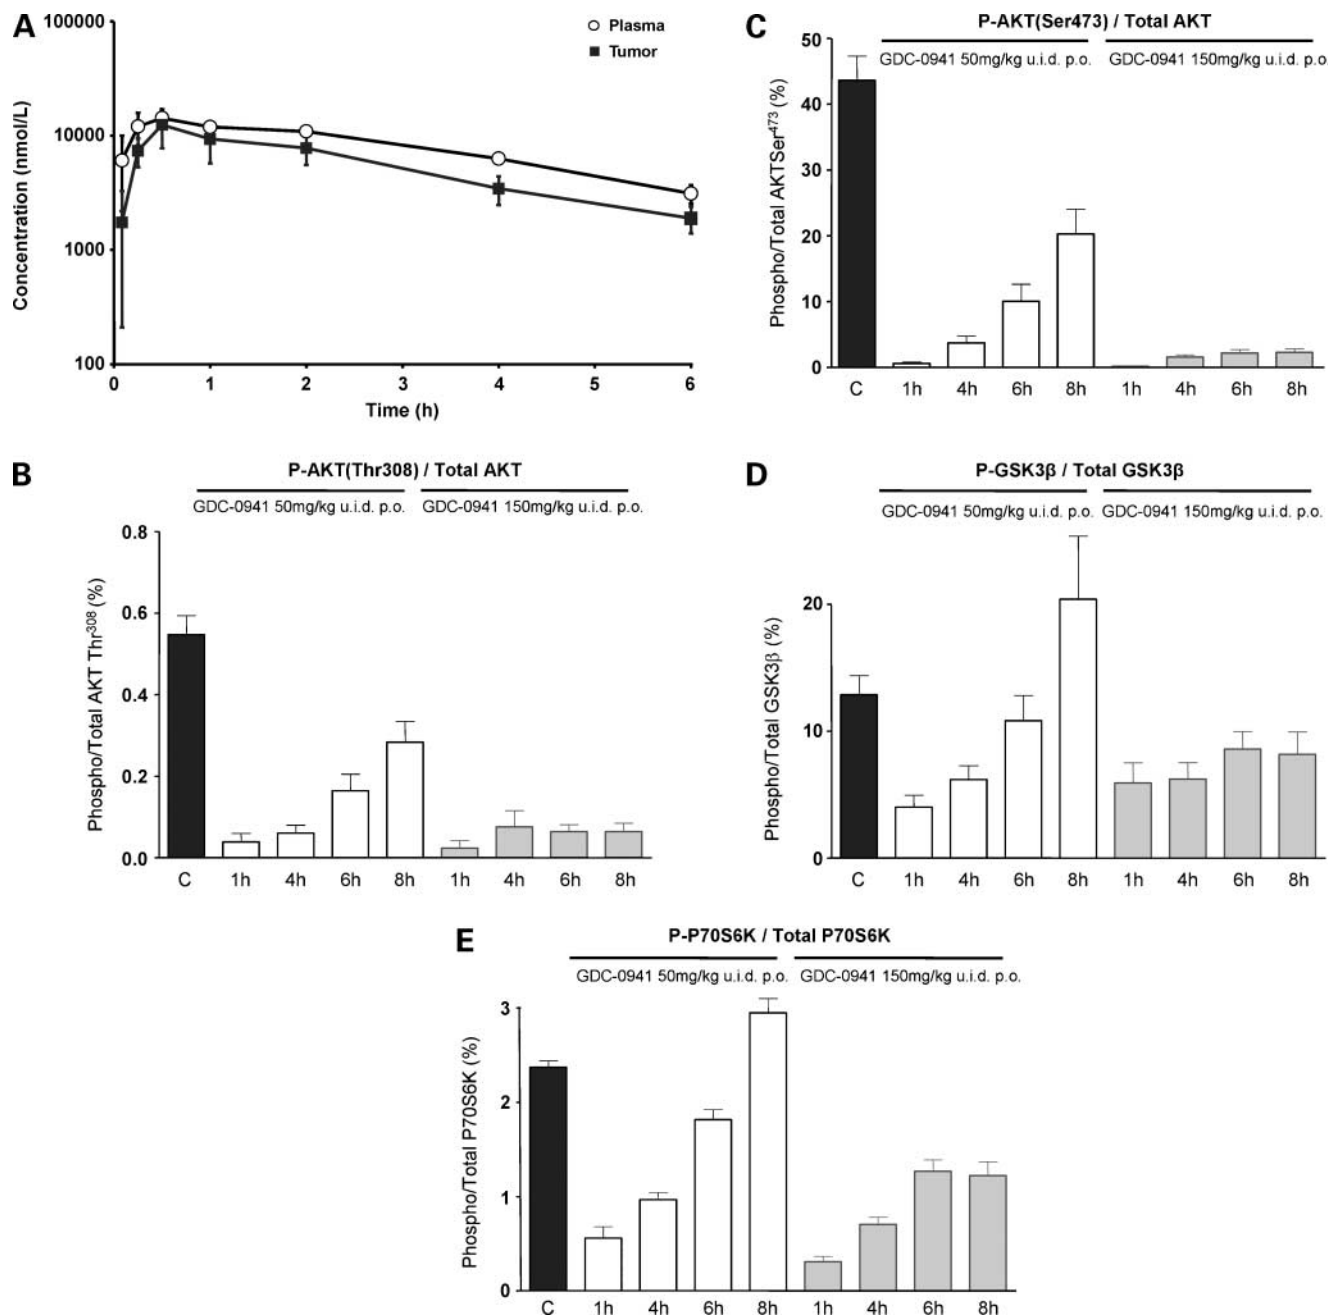 A
100000
10000
1000
100
Concentration (nmol/L)
Plasma
Tumor
0 1 2 3 4 5 6
Time (h)
C
P-AKT(Ser473) / Total AKT
GDC-0941 50mg/kg u.i.d. p.o. GDC-0941 150mg/kg u.i.d. p.o.
Phospho/Total AKTSer473 (%)
50
40
30
20
10
0
C 1h 4h 6h 8h 1h 4h 6h 8h
B
P-AKT(Thr308) / Total AKT
GDC-0941 50mg/kg u.i.d. p.o. GDC-0941 150mg/kg u.i.d. p.o.
Phospho/Total AKT Thr308 (%)
0.8
0.6
0.4
0.2
0.0
C 1h 4h 6h 8h 1h 4h 6h 8h
D
P-GSK3β / Total GSK3β
GDC-0941 50mg/kg u.i.d. p.o. GDC-0941 150mg/kg u.i.d. p.o.
Phospho/Total GSK3β (%)
20
10
0
C 1h 4h 6h 8h 1h 4h 6h 8h
E
P-P70S6K / Total P70S6K
GDC-0941 50mg/kg u.i.d. p.o. GDC-0941 150mg/kg u.i.d. p.o.
Phospho/Total P70S6K (%)
3
2
1
0
C 1h 4h 6h 8h 1h 4h 6h 8h